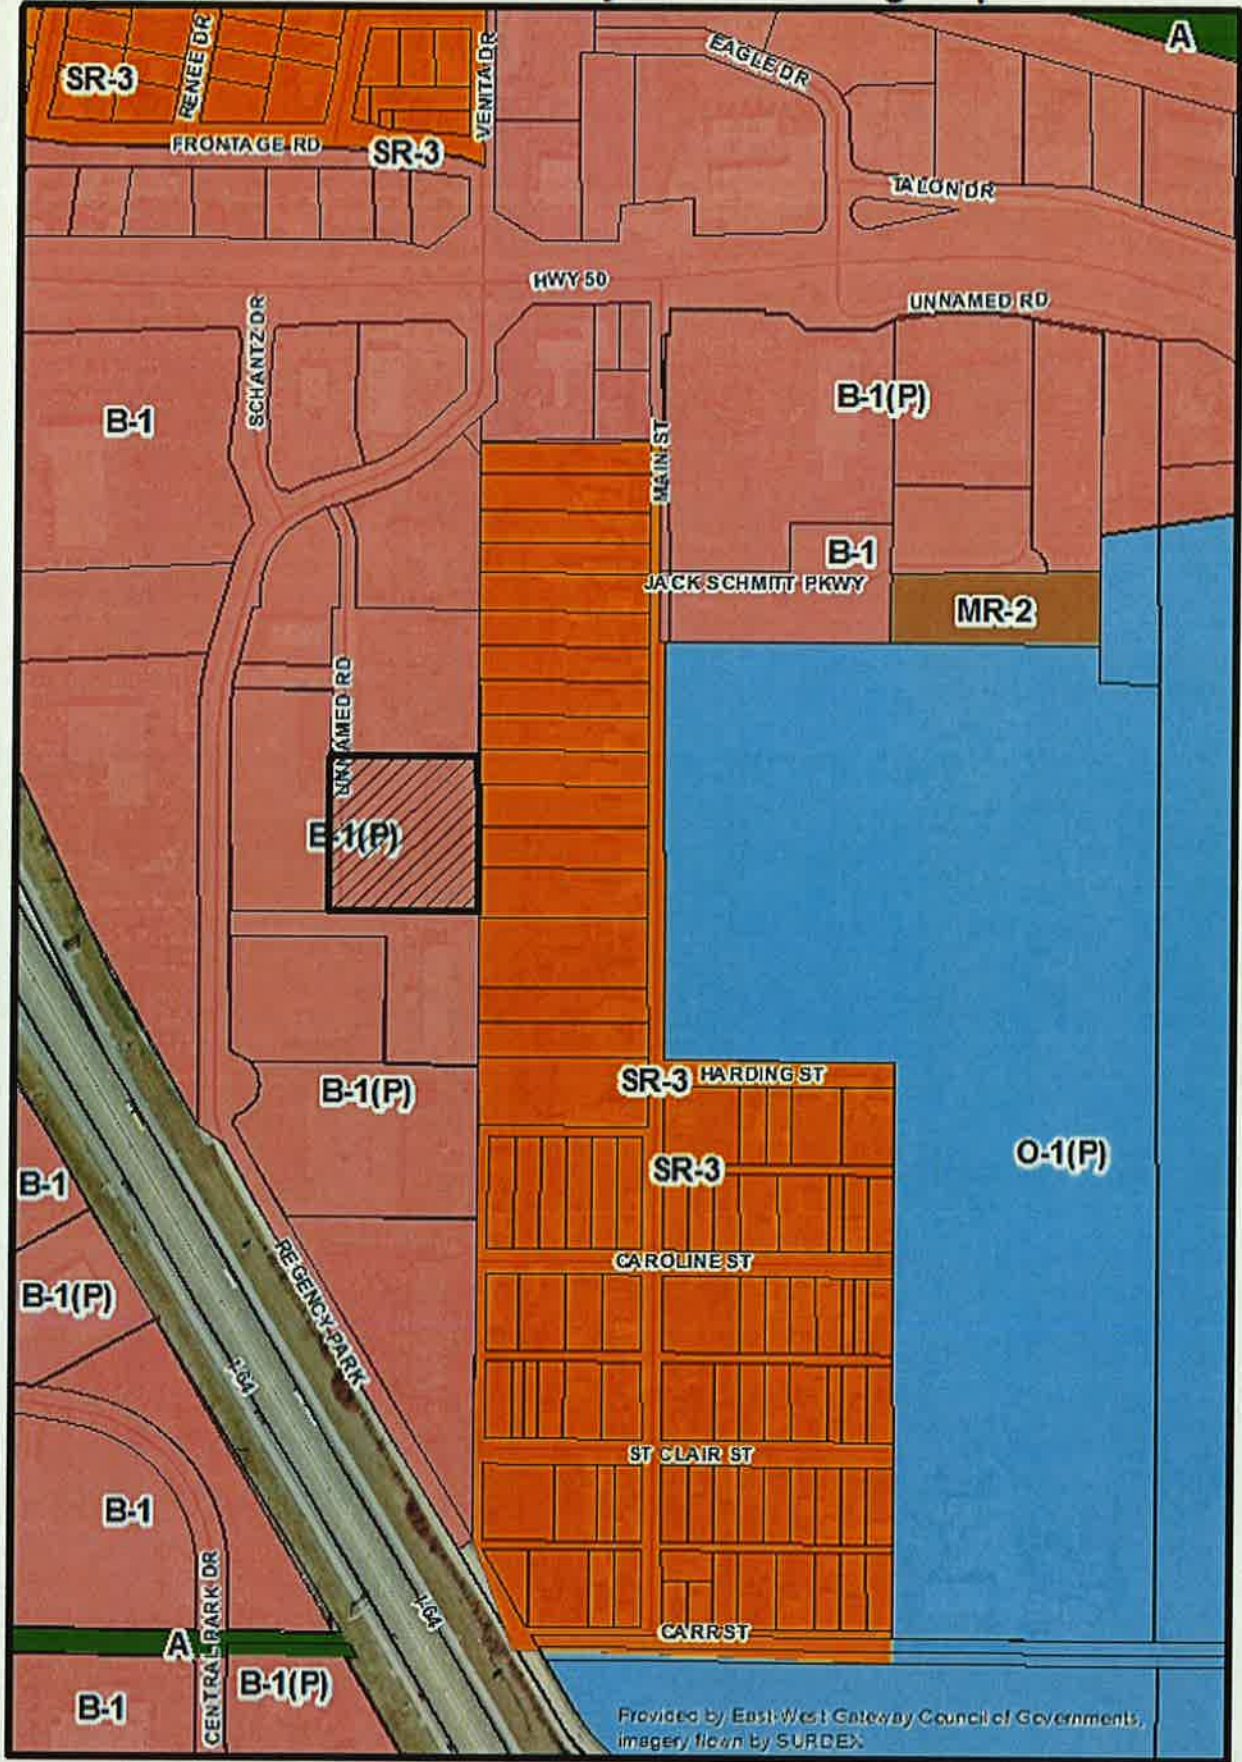 A
EAGLE DR
RENEE DR
VENITA DR
SR-3
FRONTAGE RD
SR-3
TALON DR
HWY 50
UNNAMED RD
SCHANTZ DR
B-1(P)
B-1
MAIN ST
B-1
JACK SCHMITT PKWY
MR-2
UNNAMED RD
B-1(P)
SR-3
HARDING ST
B-1(P)
O-1(P)
SR-3
B-1
CAROLINE ST
B-1(P)
REGENCY PARK
I-64
ST CLAIR ST
B-1
I-64
CENTRAL PARK DR
CARR ST
A
B-1(P)
B-1
Provided by East-West Gateway Council of Governments,
imagery flown by SURDEX